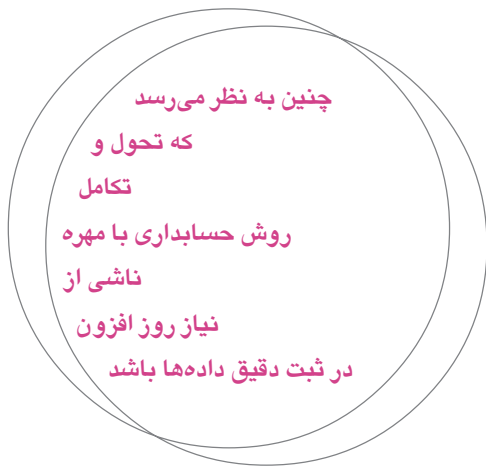 چنین به نظر می‌رسد
که تحول و
تکامل
روش حسابداری با مهره
ناشی از
نیاز روز افزون
در ثبت دقیق داده‌ها باشد